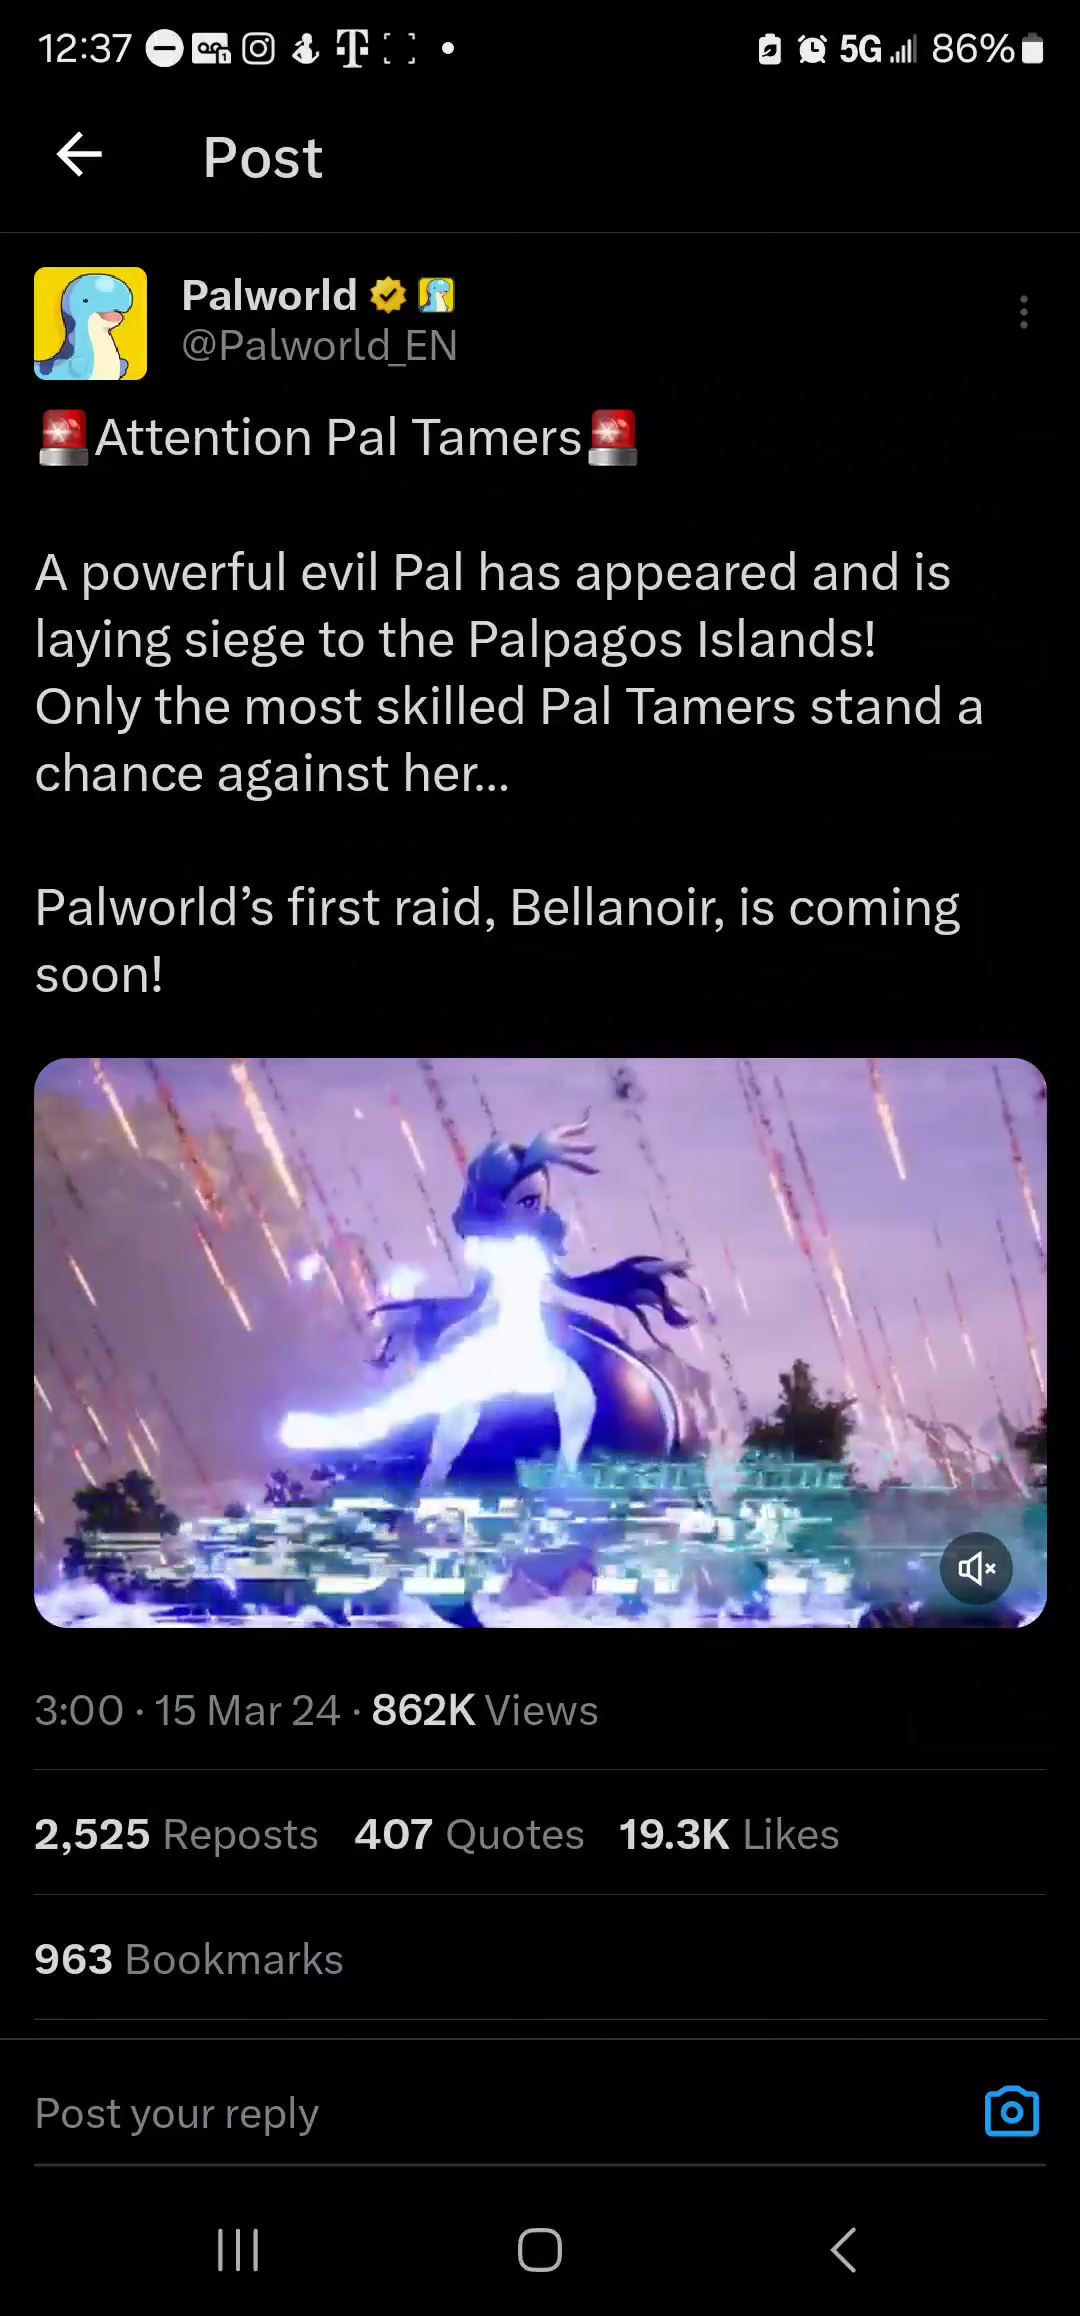 12:37
5G 86%
Post
Palworld
@Palworld_EN
🚨Attention Pal Tamers🚨
A powerful evil Pal has appeared and is
laying siege to the Palpagos Islands!
Only the most skilled Pal Tamers stand a
chance against her...
Palworld’s first raid, Bellanoir, is coming
soon!
3:00 · 15 Mar 24 · 862K Views
2,525 Reposts 407 Quotes 19.3K Likes
963 Bookmarks
Post your reply